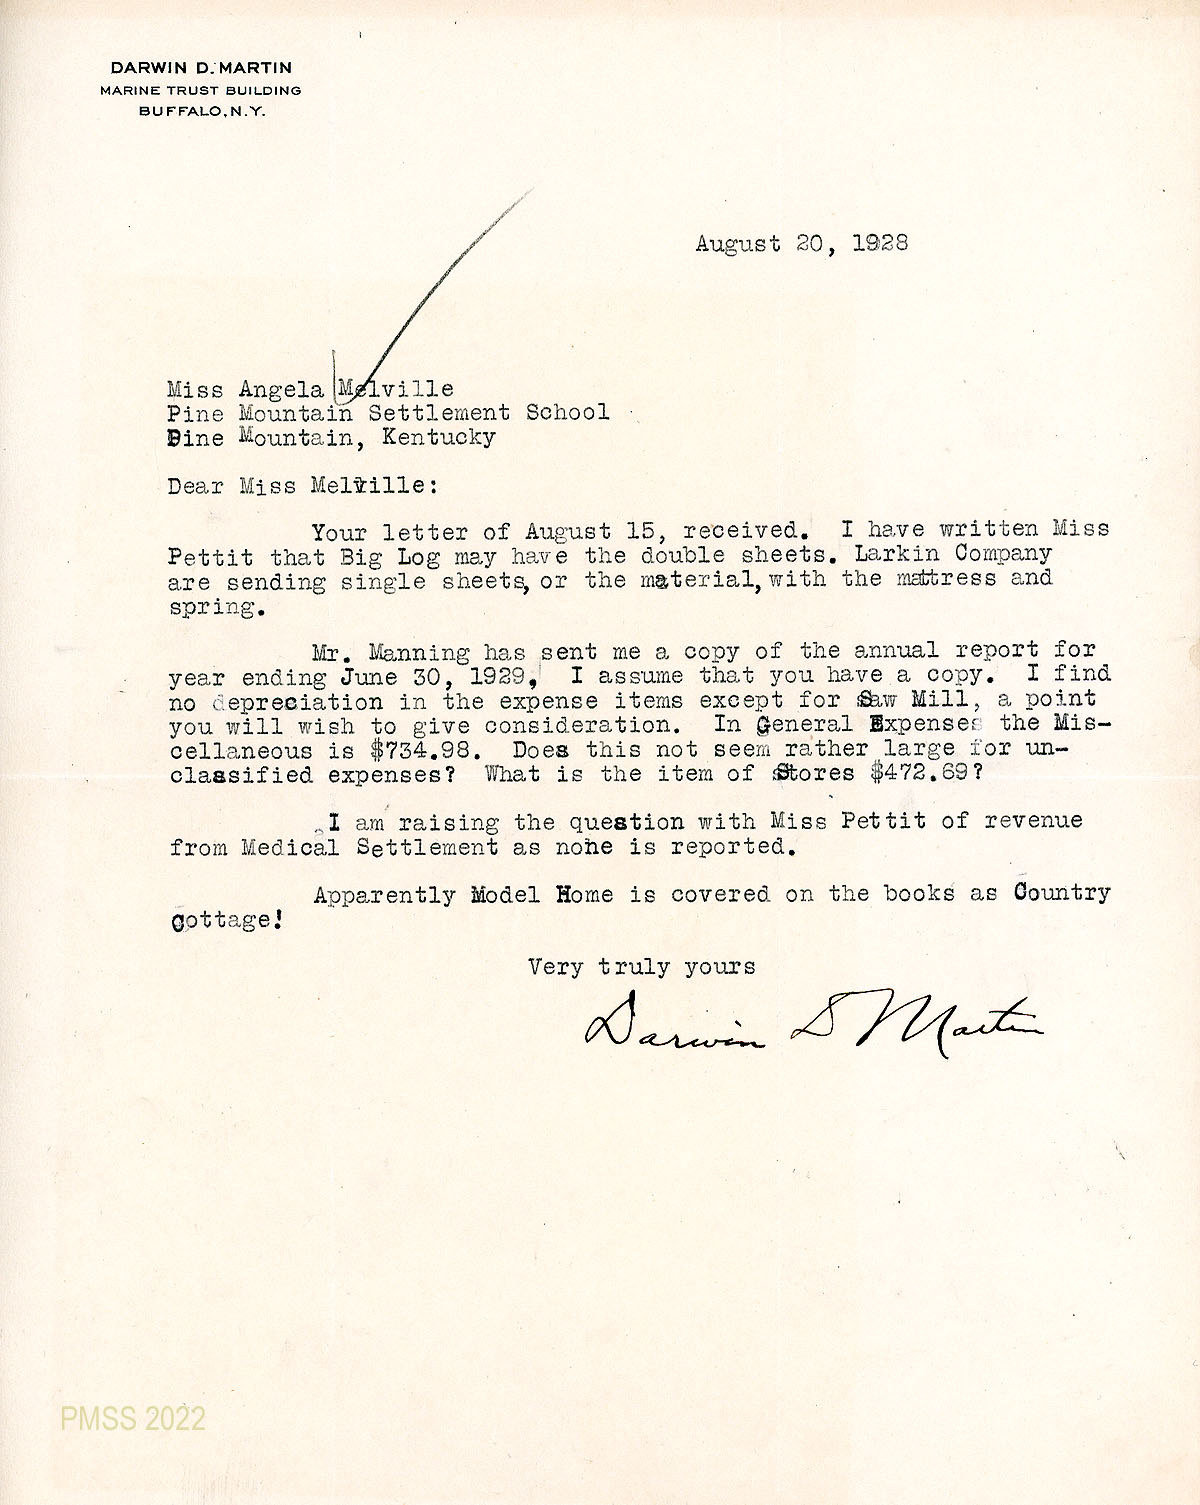 DARWIN D. MARTIN
MARINE TRUST BUILDING
BUFFALO, N.Y.
August 20, 1928
Miss Angela Melville
Pine Mountain Settlement School
Pine Mountain, Kentucky
Dear Miss Melville:
Your letter of August 15, received. I have written Miss
Pettit that Big Log may have the double sheets. Larkin Company
are sending single sheets, or the material, with the mattress and
spring.
Mr. Manning has sent me a copy of the annual report for
year ending June 30, 1929, I assume that you have a copy. I find
no depreciation in the expense items except for Saw Mill, a point
you will wish to give consideration. In General Expenses the Mis-
cellaneous is $734.98. Does this not seem rather large for un-
classified expenses? What is the item of Stores $472.69?
I am raising the question with Miss Pettit of revenue
from Medical Settlement as none is reported.
Apparently Model Home is covered on the books as Country
Cottage!
Very truly yours
Darwin D Martin
PMSS 2022